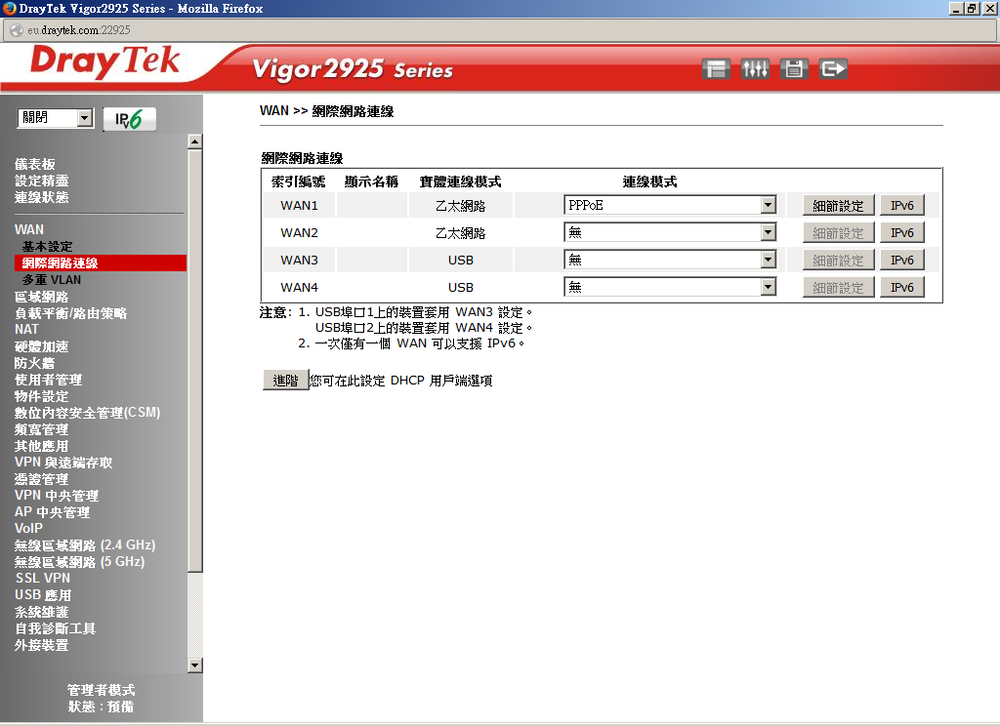 DrayTek Vigor2925 Series - Mozilla Firefox
eu.draytek.com:22925
DrayTek Vigor2925 Series
關閉 IPv6
儀表板
設定精靈
連線狀態
WAN
基本設定
網際網路連線
多重 VLAN
區域網路
負載平衡/路由策略
NAT
硬體加速
防火牆
使用者管理
物件設定
數位內容安全管理(CSM)
頻寬管理
其他應用
VPN 與遠端存取
憑證管理
VPN 中央管理
AP 中央管理
VoIP
無線區域網路 (2.4 GHz)
無線區域網路 (5 GHz)
SSL VPN
USB 應用
系統維護
自我診斷工具
外接裝置
管理者模式
狀態：預備
WAN >> 網際網路連線
網際網路連線
索引編號 顯示名稱 實體連線模式 連線模式
WAN1 乙太網路 PPPoE 細節設定 IPv6
WAN2 乙太網路 無 細節設定 IPv6
WAN3 USB 無 細節設定 IPv6
WAN4 USB 無 細節設定 IPv6
注意: 1. USB埠口1上的裝置套用 WAN3 設定。
USB埠口2上的裝置套用 WAN4 設定。
2. 一次僅有一個 WAN 可以支援 IPv6。
進階 您可在此設定 DHCP 用戶端選項